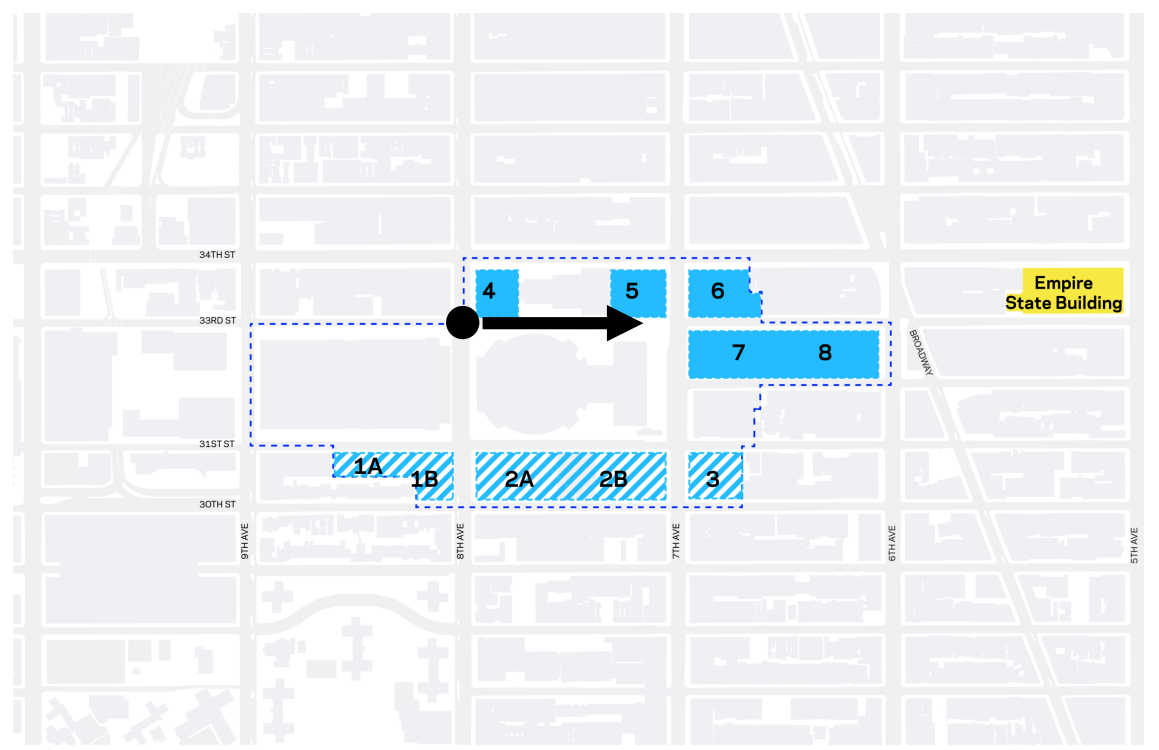 34TH ST
4
5
6
Empire
State Building
33RD ST
7
8
BROADWAY
31ST ST
1A
1B
2A
2B
3
30TH ST
9TH AVE
8TH AVE
7TH AVE
6TH AVE
5TH AVE